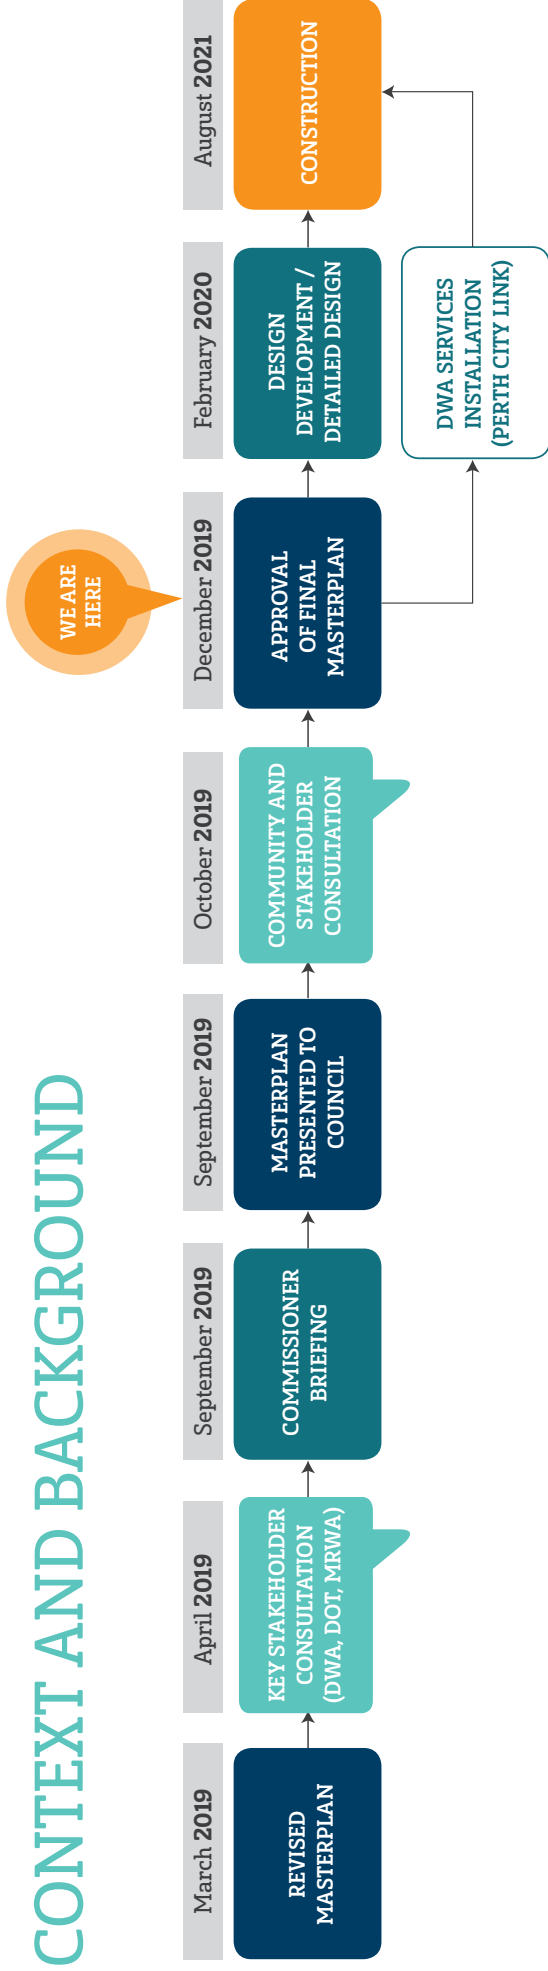 CONTEXT AND BACKGROUND
WE ARE
HERE
March 2019
April 2019
September 2019
September 2019
October 2019
December 2019
February 2020
August 2021
REVISED
MASTERPLAN
KEY STAKEHOLDER
CONSULTATION
(DWA, DOT, MRWA)
COMMISSIONER
BRIEFING
MASTERPLAN
PRESENTED TO
COUNCIL
COMMUNITY AND
STAKEHOLDER
CONSULTATION
APPROVAL
OF FINAL
MASTERPLAN
DESIGN
DEVELOPMENT /
DETAILED DESIGN
CONSTRUCTION
DWA SERVICES
INSTALLATION
(PERTH CITY LINK)